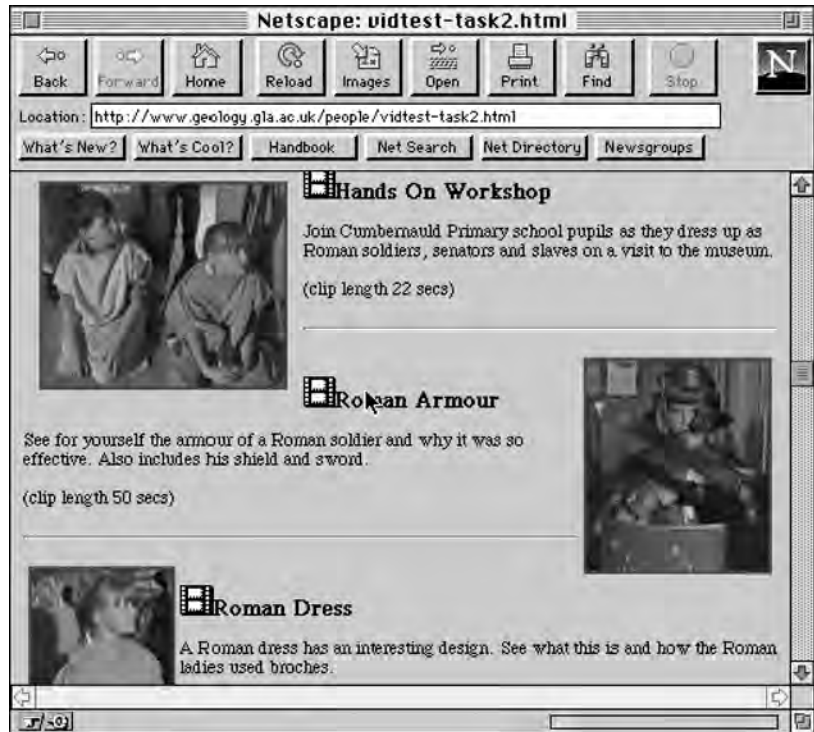 Netscape: vidtest-task2.html
Back Forward Home Reload Images Open Print Find Stop
N
Location: http://www.geology.gla.ac.uk/people/vidtest-task2.html
What's New? What's Cool? Handbook Net Search Net Directory Newsgroups
Hands On Workshop
Join Cumbernauld Primary school pupils as they dress up as
Roman soldiers, senators and slaves on a visit to the museum.
(clip length 22 secs)
Roman Armour
See for yourself the armour of a Roman soldier and why it was so
effective. Also includes his shield and sword.
(clip length 50 secs)
Roman Dress
A Roman dress has an interesting design. See what this is and how the Roman
ladies used broches.